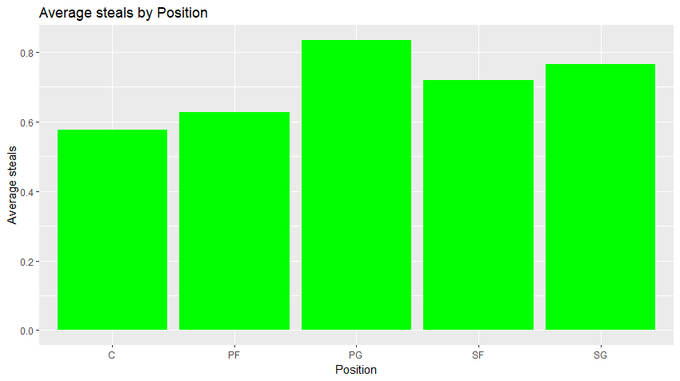 Average steals by Position
Average steals
0.8
0.6
0.4
0.2
0.0
C PF PG SF SG
Position